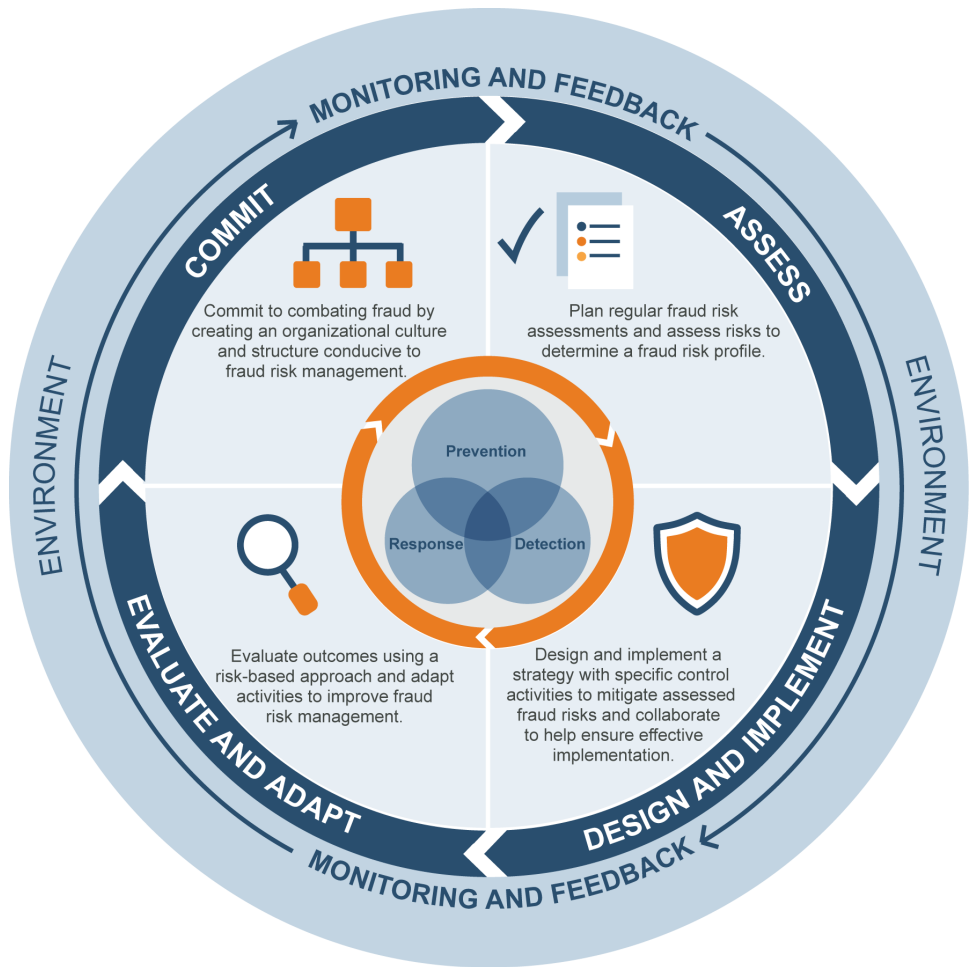 MONITORING AND FEEDBACK
COMMIT
ASSESS
Commit to combating fraud by
creating an organizational culture
and structure conducive to
fraud risk management.
Plan regular fraud risk
assessments and assess risks to
determine a fraud risk profile.
ENVIRONMENT
ENVIRONMENT
Prevention
Response
Detection
Evaluate outcomes using a
risk-based approach and adapt
activities to improve fraud
risk management.
Design and implement a
strategy with specific control
activities to mitigate assessed
fraud risks and collaborate
to help ensure effective
implementation.
EVALUATE AND ADAPT
DESIGN AND IMPLEMENT
MONITORING AND FEEDBACK